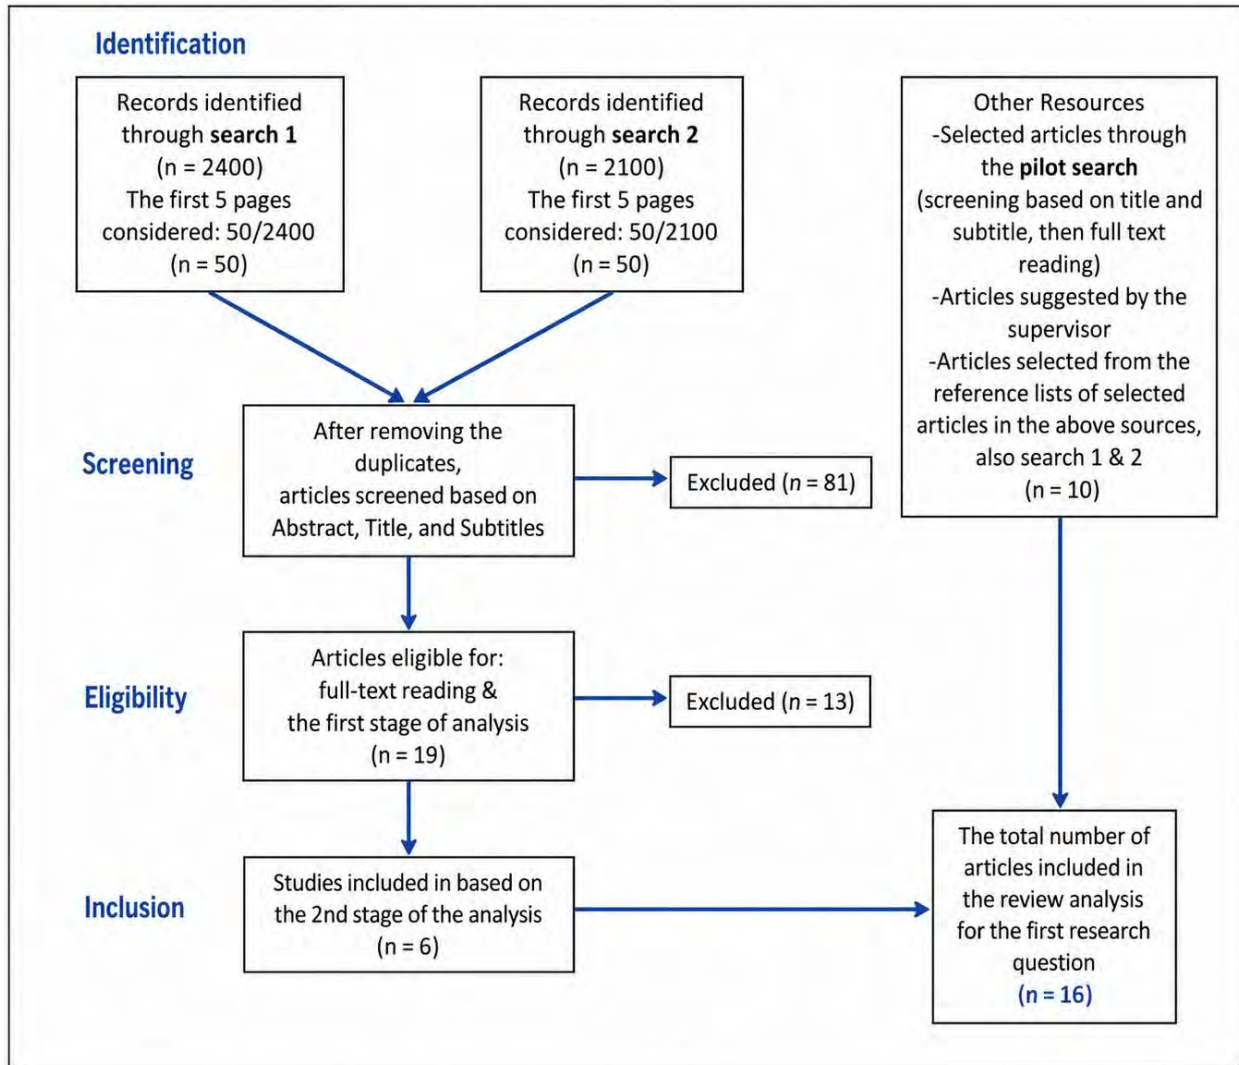 Identification
Records identified
through search 1
(n = 2400)
The first 5 pages
considered: 50/2400
(n = 50)
Records identified
through search 2
(n = 2100)
The first 5 pages
considered: 50/2100
(n = 50)
Other Resources
-Selected articles through
the pilot search
(screening based on title and
subtitle, then full text
reading)
-Articles suggested by the
supervisor
-Articles selected from the
reference lists of selected
articles in the above sources,
also search 1 & 2
(n = 10)
Screening
After removing the
duplicates,
articles screened based on
Abstract, Title, and Subtitles
Excluded (n = 81)
Eligibility
Articles eligible for:
full-text reading &
the first stage of analysis
(n = 19)
Excluded (n = 13)
Inclusion
Studies included in based on
the 2nd stage of the analysis
(n = 6)
The total number of
articles included in
the review analysis
for the first research
question
(n = 16)